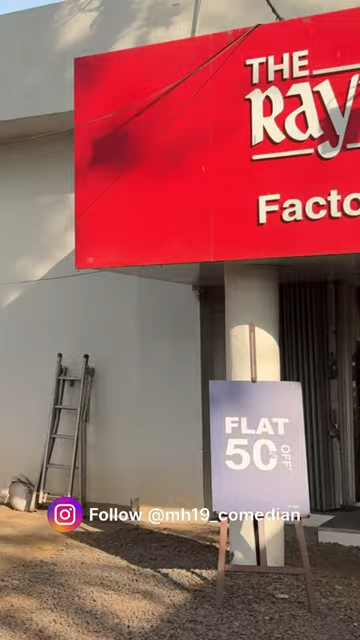 THE
Ray
Facto
FLAT
50% OFF*
Follow @mh19_comedian